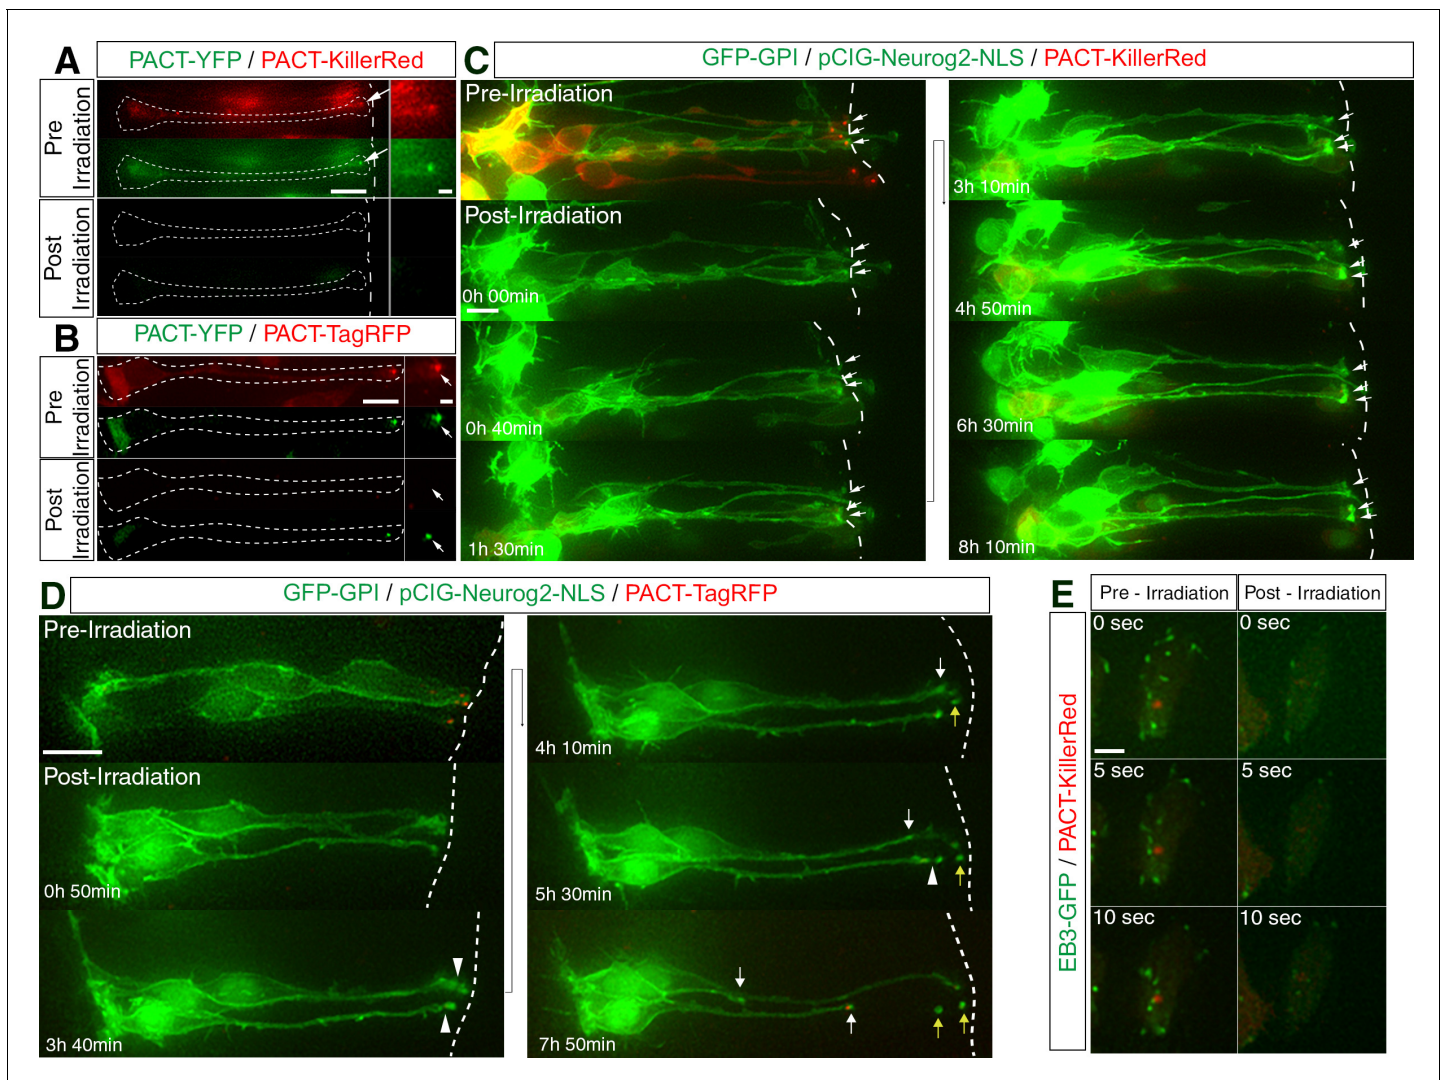 A
PACT-YFP / PACT-KillerRed
Pre
Irradiation
Post
Irradiation
B
PACT-YFP / PACT-TagRFP
Pre
Irradiation
Post
Irradiation
C
GFP-GPI / pCIG-Neurog2-NLS / PACT-KillerRed
Pre-Irradiation
Post-Irradiation
0h 00min
0h 40min
1h 30min
3h 10min
4h 50min
6h 30min
8h 10min
D
GFP-GPI / pCIG-Neurog2-NLS / PACT-TagRFP
Pre-Irradiation
Post-Irradiation
0h 50min
3h 40min
4h 10min
5h 30min
7h 50min
E
Pre - Irradiation
Post - Irradiation
EB3-GFP / PACT-KillerRed
0 sec
0 sec
5 sec
5 sec
10 sec
10 sec